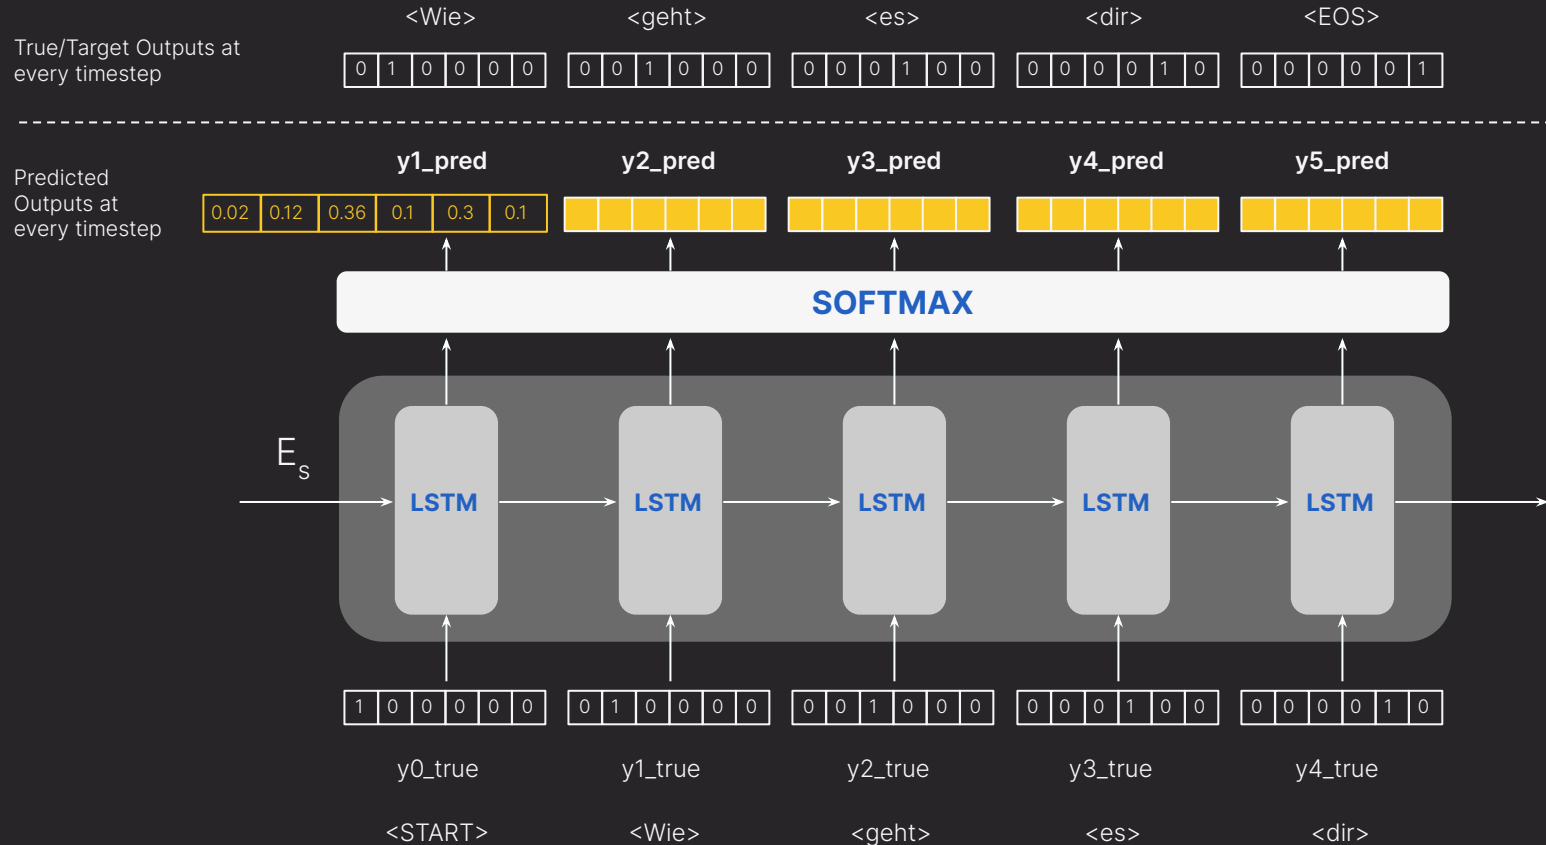 <Wie> <geht> <es> <dir> <EOS>
True/Target Outputs at
every timestep
0 1 0 0 0 0 0 0 1 0 0 0 0 0 0 1 0 0 0 0 0 0 1 0 0 0 0 0 0 1
y1_pred y2_pred y3_pred y4_pred y5_pred
Predicted
Outputs at
every timestep
0.02 0.12 0.36 0.1 0.3 0.1
SOFTMAX
E_s
LSTM LSTM LSTM LSTM LSTM
1 0 0 0 0 0 0 1 0 0 0 0 0 0 1 0 0 0 0 0 0 1 0 0 0 0 0 0 1 0
y0_true y1_true y2_true y3_true y4_true
<START> <Wie> <geht> <es> <dir>